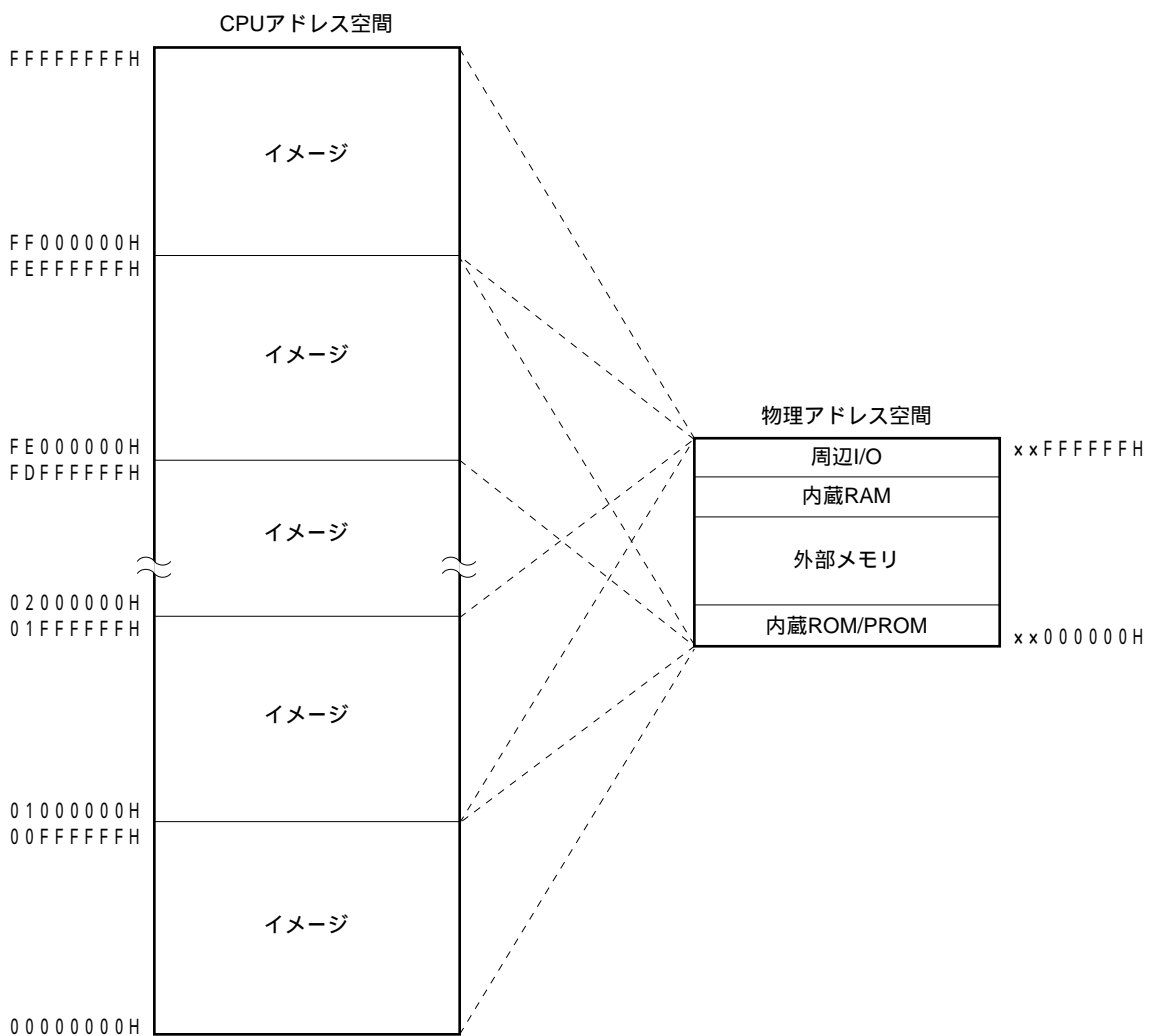 CPUアドレス空間
FFFFFFFFH
イメージ
FF000000H
FEFFFFFFH
イメージ
FE000000H
FDFFFFFFH
イメージ
02000000H
01FFFFFFH
イメージ
01000000H
00FFFFFFH
イメージ
00000000H
物理アドレス空間
周辺I/O
xxFFFFFFH
内蔵RAM
外部メモリ
内蔵ROM/PROM
xx000000H